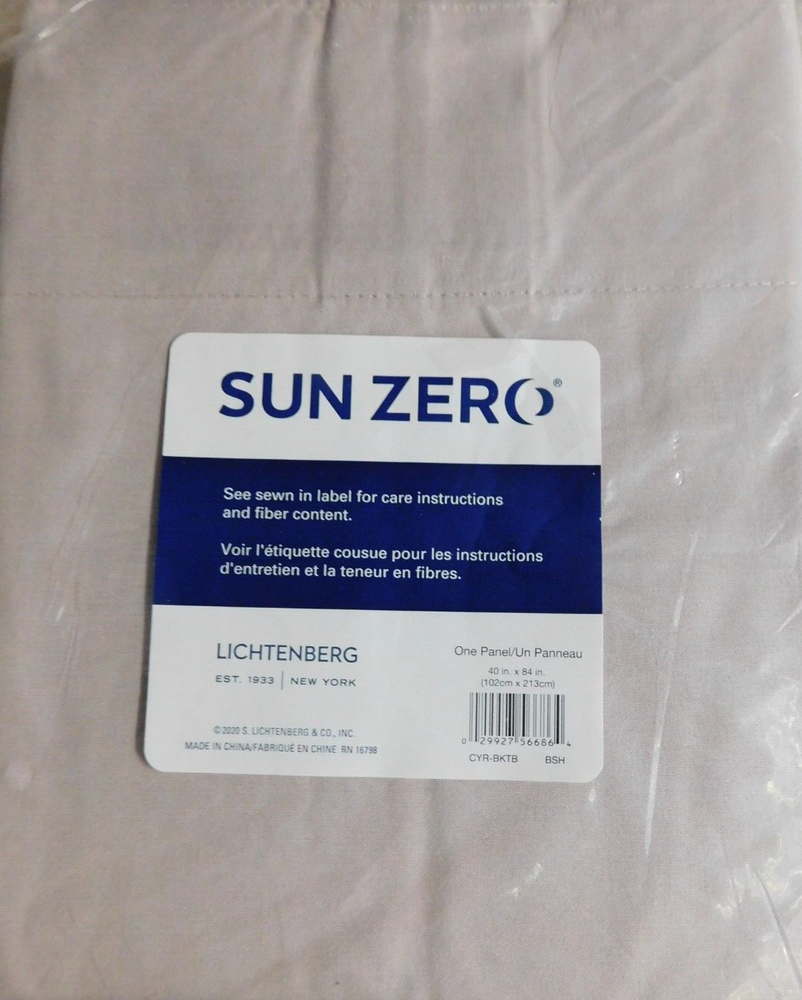 SUN ZERO®
See sewn in label for care instructions
and fiber content.
Voir l'étiquette cousue pour les instructions
d'entretien et la teneur en fibres.
LICHTENBERG
EST. 1933 | NEW YORK
© 2020 S. LICHTENBERG & CO., INC.
MADE IN CHINA/FABRIQUÉ EN CHINE RN 16798
One Panel/Un Panneau
40 in. x 84 in.
(102cm x 213cm)
0 29927 56686 4
CYR-BKTB BSH